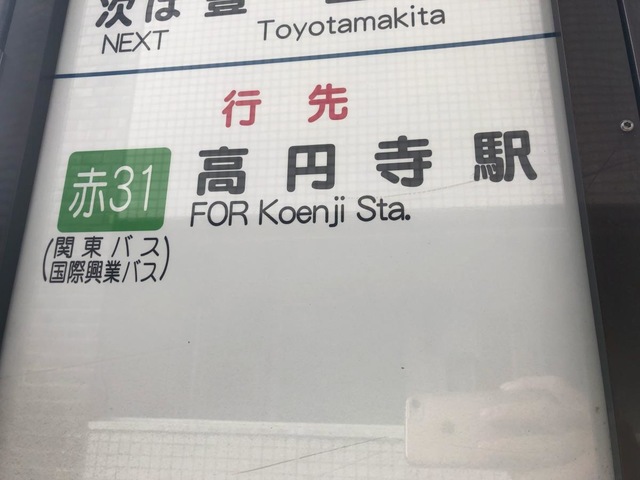 次は 豊
NEXT Toyotamakita
行先
赤31 高円寺駅
FOR Koenji Sta.
(関東バス
国際興業バス)